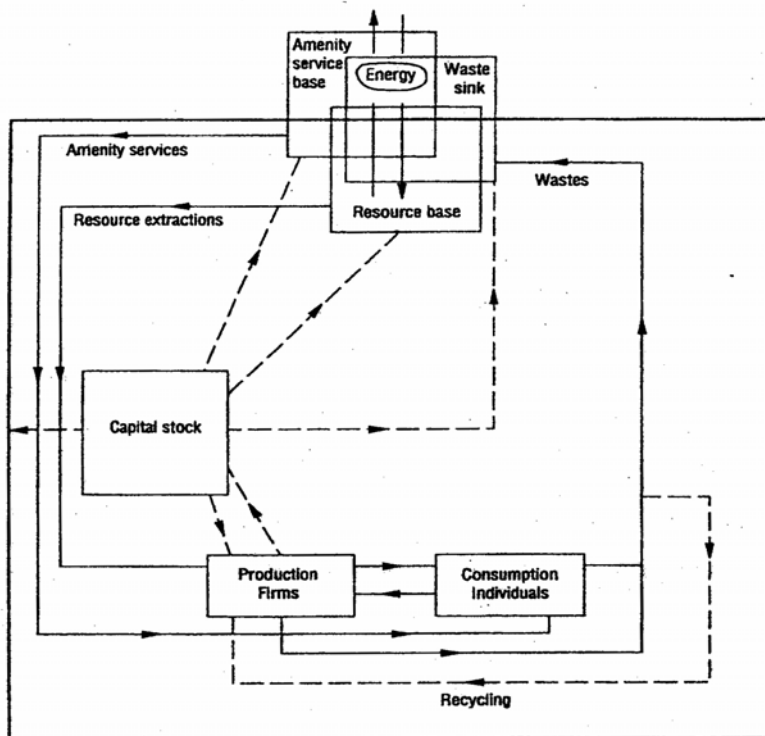 Amenity
service
base
Energy
Waste
sink
Amenity services
Wastes
Resource extractions
Resource base
Capital stock
Production
Firms
Consumption
Individuals
Recycling